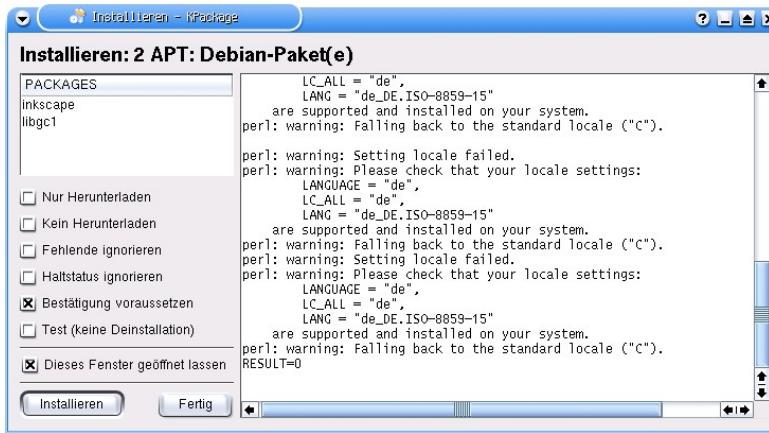 Installieren - KPackage
Installieren: 2 APT: Debian-Paket(e)
PACKAGES
inkscape
libgc1
Nur Herunterladen
Kein Herunterladen
Fehlende ignorieren
Haltstatus ignorieren
Bestätigung voraussetzen
Test (keine Deinstallation)
Dieses Fenster geöffnet lassen
Installieren
Fertig
LC_ALL = "de",
LANG = "de_DE.ISO-8859-15"
are supported and installed on your system.
perl: warning: Falling back to the standard locale ("C").
perl: warning: Setting locale failed.
perl: warning: Please check that your locale settings:
LANGUAGE = "de",
LC_ALL = "de",
LANG = "de_DE.ISO-8859-15"
are supported and installed on your system.
perl: warning: Falling back to the standard locale ("C").
perl: warning: Setting locale failed.
perl: warning: Please check that your locale settings:
LANGUAGE = "de",
LC_ALL = "de",
LANG = "de_DE.ISO-8859-15"
are supported and installed on your system.
perl: warning: Falling back to the standard locale ("C").
RESULT=0